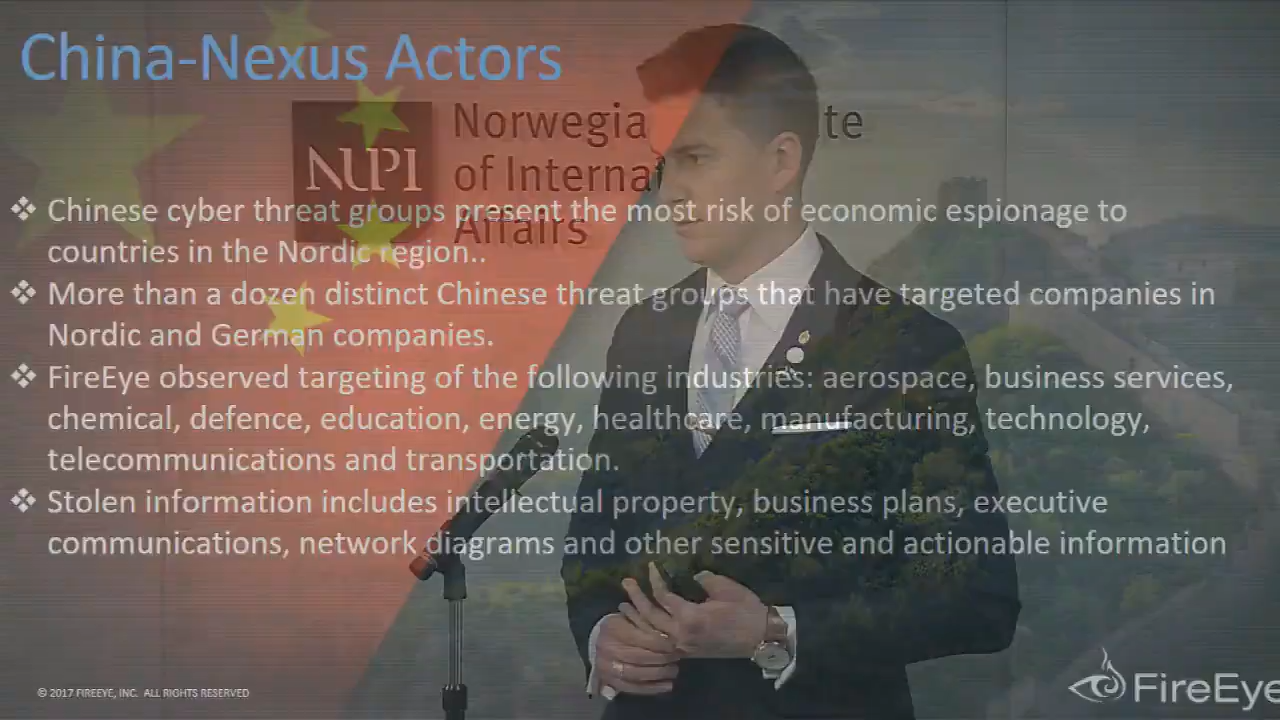 China-Nexus Actors
NUPI
Norwegia te
of Interna
Affairs
❖ Chinese cyber threat groups present the most risk of economic espionage to
countries in the Nordic region..
❖ More than a dozen distinct Chinese threat groups that have targeted companies in
Nordic and German companies.
❖ FireEye observed targeting of the following industries: aerospace, business services,
chemical, defence, education, energy, healthcare, manufacturing, technology,
telecommunications and transportation.
❖ Stolen information includes intellectual property, business plans, executive
communications, network diagrams and other sensitive and actionable information
© 2017 FIREEYE, INC. ALL RIGHTS RESERVED
FireEye